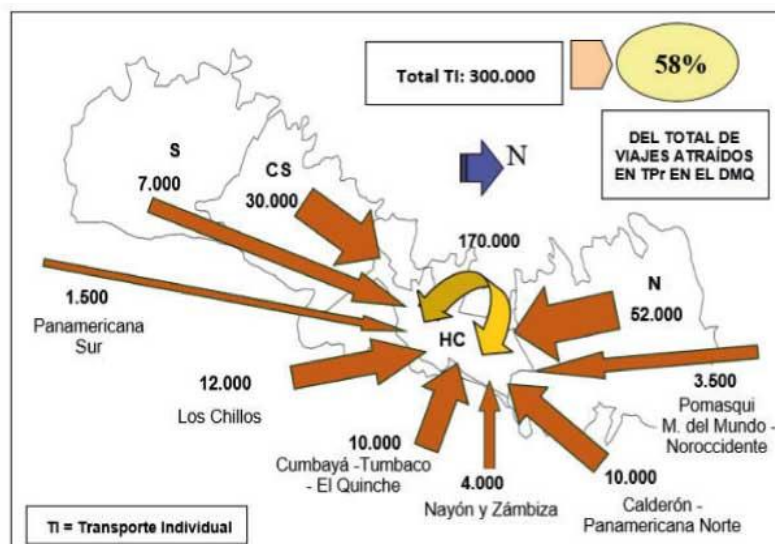 Total TI: 300.000
58%
DEL TOTAL DE
VIAJES ATRAÍDOS
EN TPr EN EL DMQ
N
S
7.000
CS
30.000
170.000
N
52.000
HC
1.500
Panamericana
Sur
12.000
Los Chillos
10.000
Cumbayá -Tumbaco
- El Quinche
4.000
Nayón y Zámbiza
10.000
Calderón -
Panamericana Norte
3.500
Pomasqui
M. del Mundo -
Noroccidente
TI = Transporte Individual